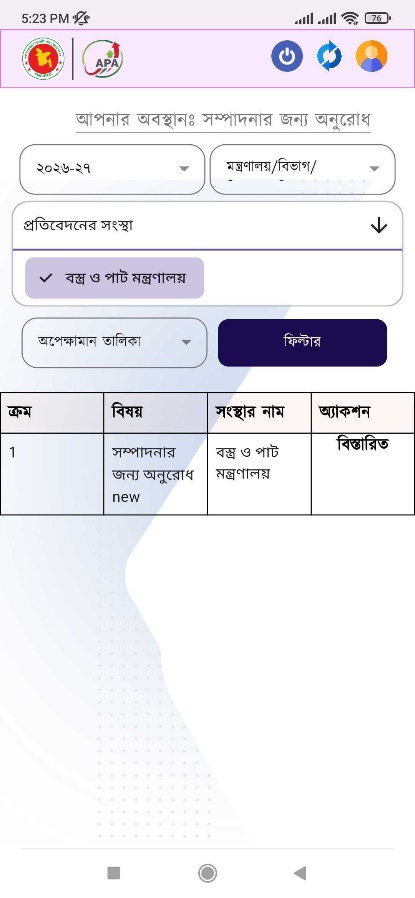 5:23 PM
76
APA
আপনার অবস্থানঃ সম্পাদনার জন্য অনুরোধ
২০২৬-২৭
মন্ত্রণালয়/বিভাগ/
প্রতিবেদনের সংস্থা
বস্ত্র ও পাট মন্ত্রণালয়
অপেক্ষামান তালিকা
ফিল্টার
ক্রম
বিষয়
সংস্থার নাম
অ্যাকশন
1
সম্পাদনার
জন্য অনুরোধ
new
বস্ত্র ও পাট
মন্ত্রণালয়
বিস্তারিত